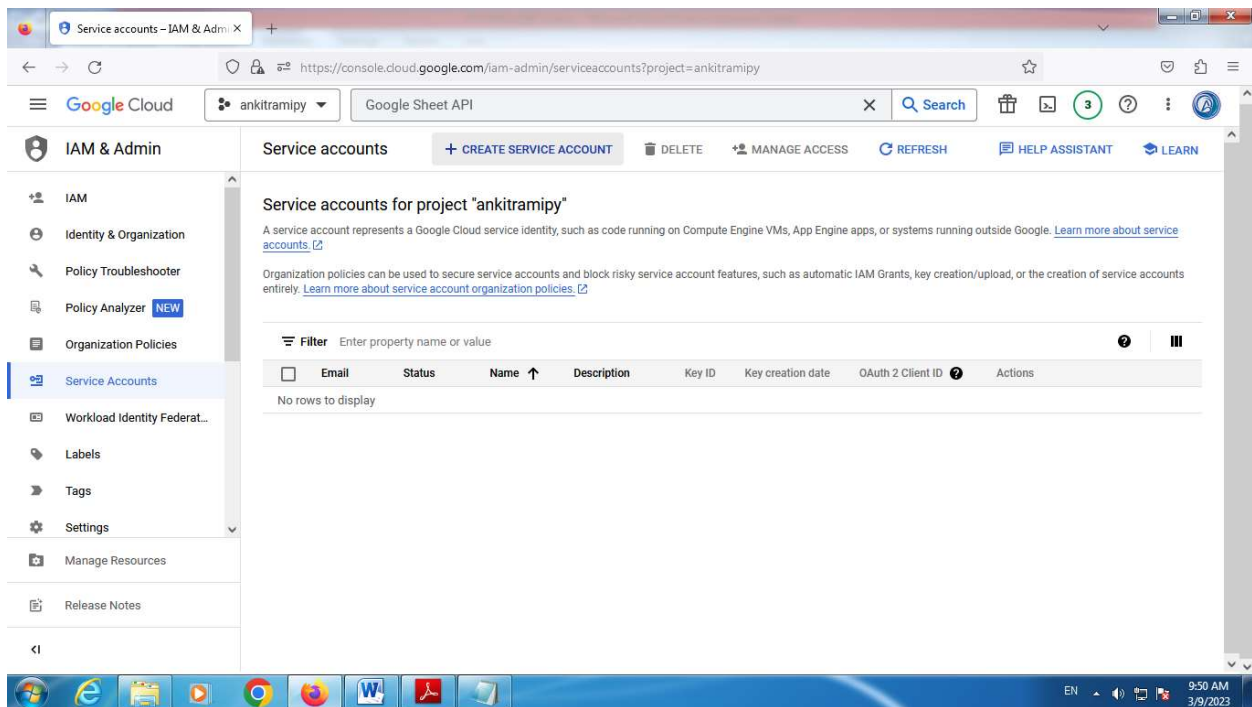 Service accounts – IAM & Admi
https://console.cloud.google.com/iam-admin/serviceaccounts?project=ankitramipy
Google Cloud
ankitramipy
Google Sheet API
Search
3
IAM & Admin
Service accounts
+ CREATE SERVICE ACCOUNT
DELETE
MANAGE ACCESS
REFRESH
HELP ASSISTANT
LEARN
IAM
Identity & Organization
Policy Troubleshooter
Policy Analyzer NEW
Organization Policies
Service Accounts
Workload Identity Federat...
Labels
Tags
Settings
Manage Resources
Release Notes
Service accounts for project "ankitramipy"
A service account represents a Google Cloud service identity, such as code running on Compute Engine VMs, App Engine apps, or systems running outside Google. Learn more about service
accounts.
Organization policies can be used to secure service accounts and block risky service account features, such as automatic IAM Grants, key creation/upload, or the creation of service accounts
entirely. Learn more about service account organization policies.
Filter Enter property name or value
Email Status Name Description Key ID Key creation date OAuth 2 Client ID Actions
No rows to display
EN
9:50 AM
3/9/2023